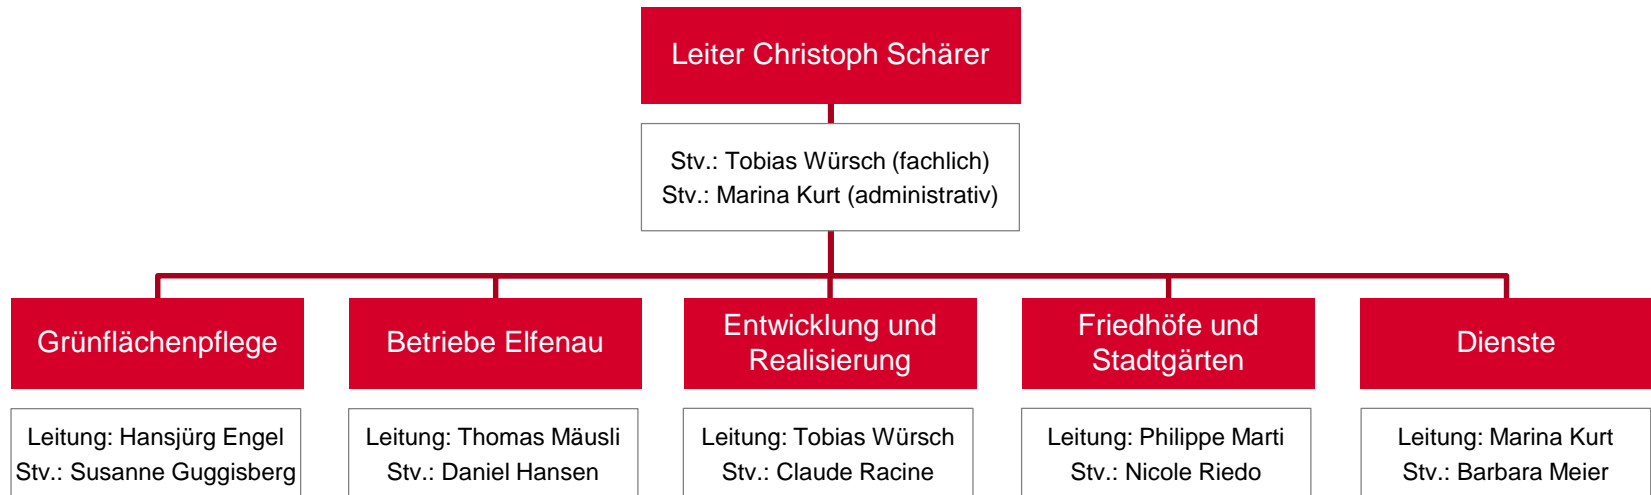 Leiter Christoph Schärer
Stv.: Tobias Würsch (fachlich)
Stv.: Marina Kurt (administrativ)
Grünflächenpflege
Leitung: Hansjürg Engel
Stv.: Susanne Guggisberg
Betriebe Elfenau
Leitung: Thomas Mäusli
Stv.: Daniel Hansen
Entwicklung und
Realisierung
Leitung: Tobias Würsch
Stv.: Claude Racine
Friedhöfe und
Stadtgärten
Leitung: Philippe Marti
Stv.: Nicole Riedo
Dienste
Leitung: Marina Kurt
Stv.: Barbara Meier